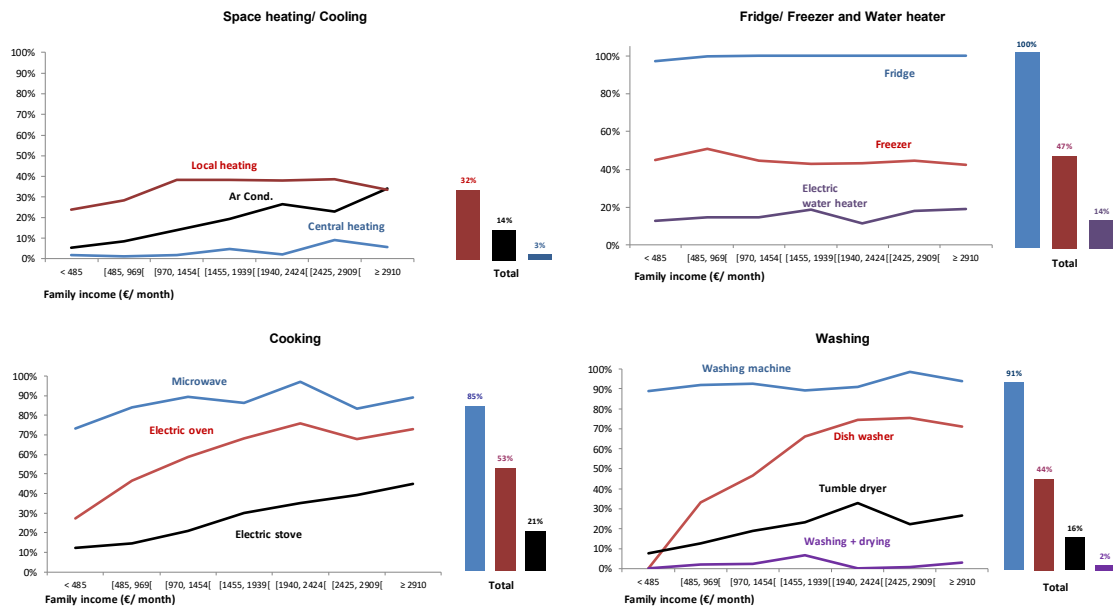 Space heating/ Cooling
100%
90%
80%
70%
60%
50%
40%
30%
20%
10%
0%
Local heating
Ar Cond.
Central heating
< 485 [485, 969[ [970, 1454[ [1455, 1939[ [1940, 2424[ [2425, 2909[ ≥ 2910
Family income (€/ month)
32%
14%
3%
Total
Fridge/ Freezer and Water heater
100%
80%
60%
40%
20%
0%
Fridge
Freezer
Electric
water heater
< 485 [485, 969[ [970, 1454[ [1455, 1939[ [1940, 2424[ [2425, 2909[ ≥ 2910
Family income (€/ month)
100%
47%
14%
Total
Cooking
100%
90%
80%
70%
60%
50%
40%
30%
20%
10%
0%
Microwave
Electric oven
Electric stove
< 485 [485, 969[ [970, 1454[ [1455, 1939[ [1940, 2424[ [2425, 2909[ ≥ 2910
Family income (€/ month)
85%
53%
21%
Total
Washing
100%
90%
80%
70%
60%
50%
40%
30%
20%
10%
0%
Washing machine
Dish washer
Tumble dryer
Washing + drying
< 485 [485, 969[ [970, 1454[ [1455, 1939[ [1940, 2424[ [2425, 2909[ ≥ 2910
Family income (€/ month)
91%
44%
16%
2%
Total